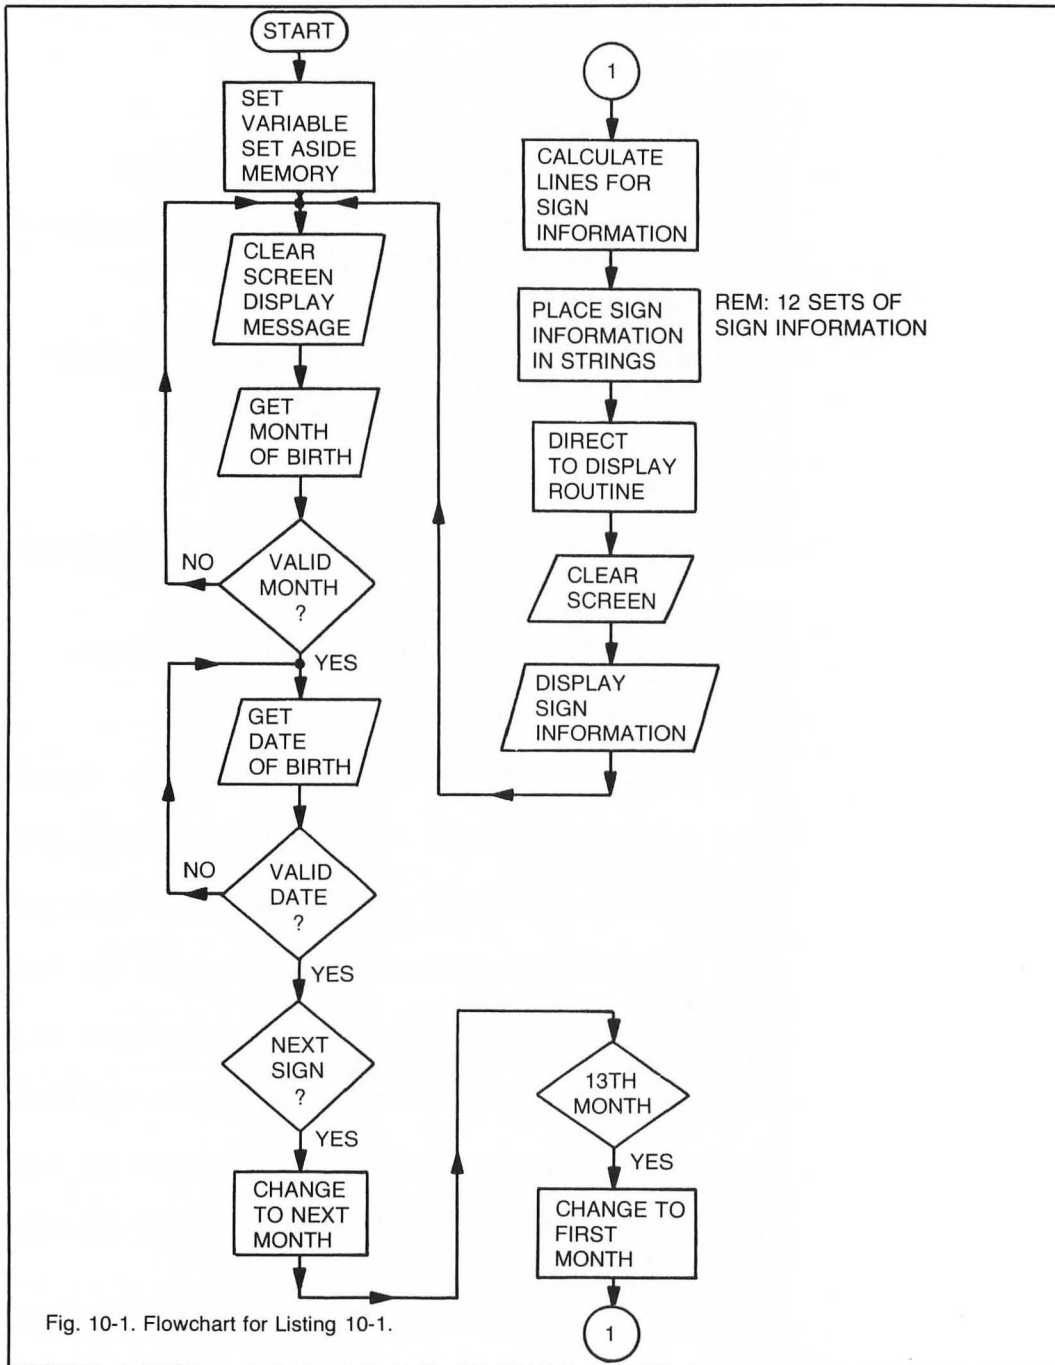 START
SET
VARIABLE
SET ASIDE
MEMORY
CLEAR
SCREEN
DISPLAY
MESSAGE
GET
MONTH
OF BIRTH
NO
VALID
MONTH
?
YES
GET
DATE
OF BIRTH
NO
VALID
DATE
?
YES
NEXT
SIGN
?
YES
CHANGE
TO NEXT
MONTH
13TH
MONTH
YES
CHANGE TO
FIRST
MONTH
1
1
CALCULATE
LINES FOR
SIGN
INFORMATION
PLACE SIGN
INFORMATION
IN STRINGS
REM: 12 SETS OF
SIGN INFORMATION
DIRECT
TO DISPLAY
ROUTINE
CLEAR
SCREEN
DISPLAY
SIGN
INFORMATION
Fig. 10-1. Flowchart for Listing 10-1.